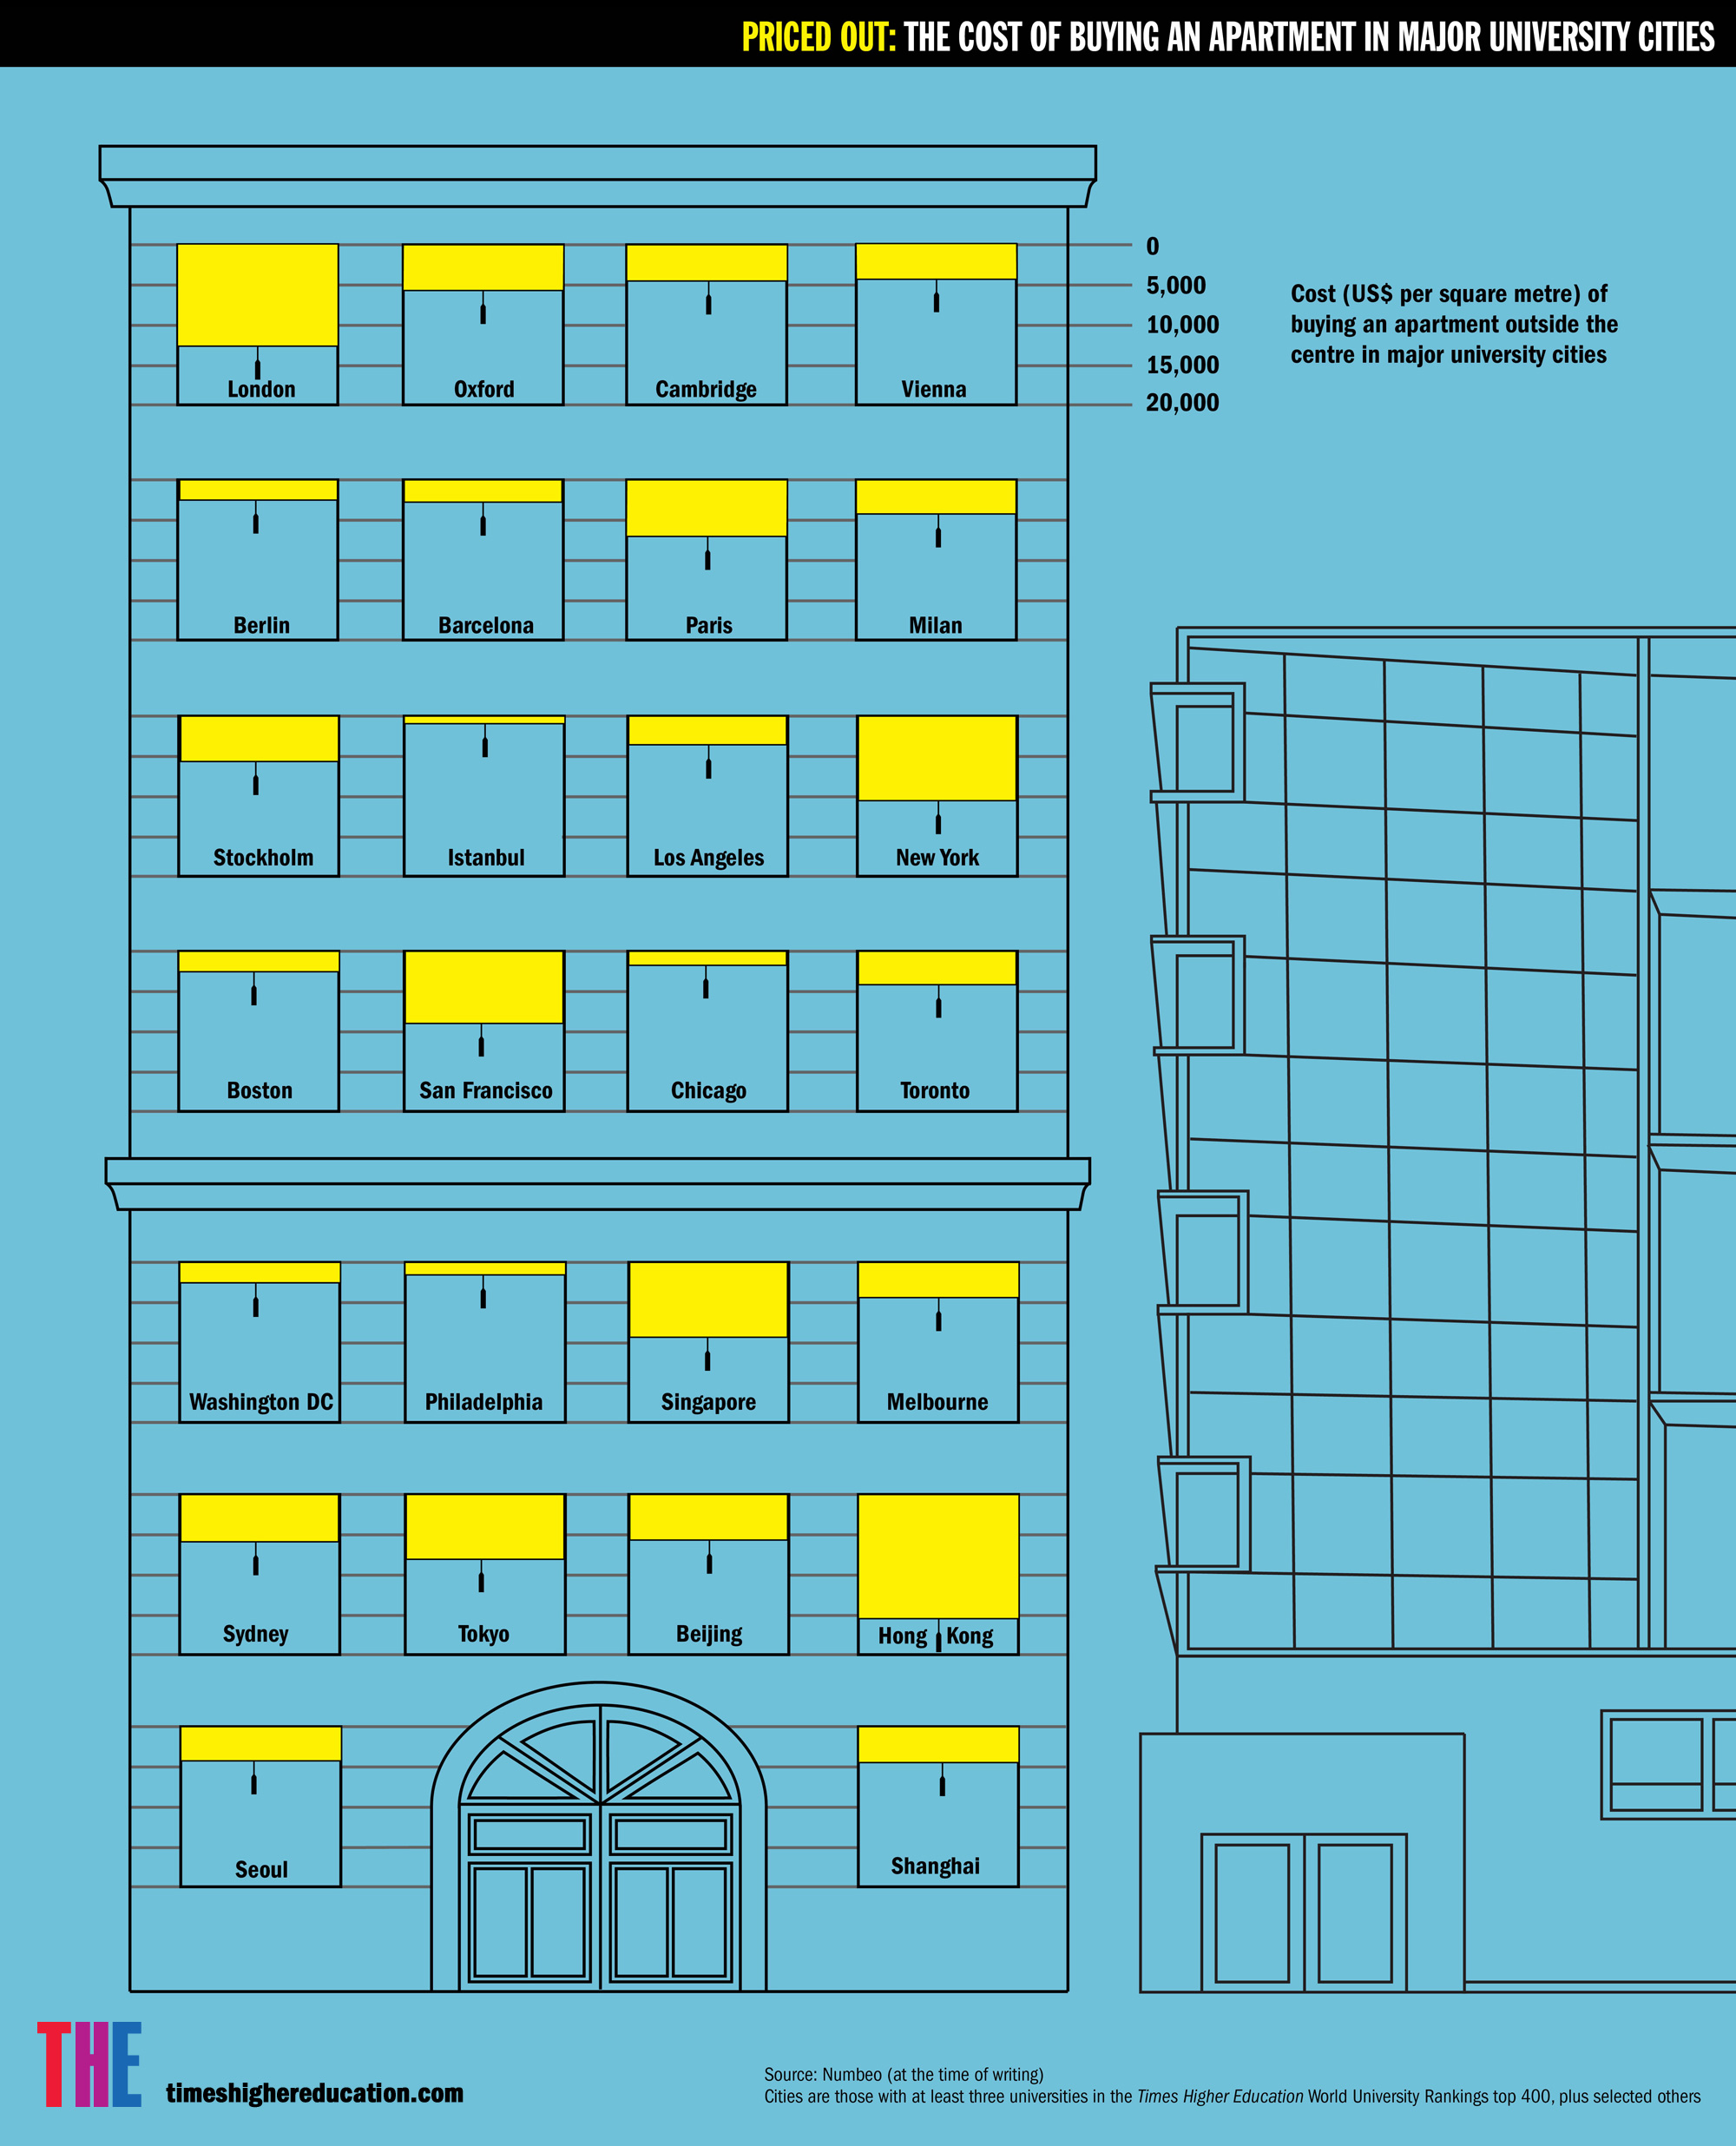 PRICED OUT: THE COST OF BUYING AN APARTMENT IN MAJOR UNIVERSITY CITIES
0
5,000
10,000
15,000
20,000
Cost (US$ per square metre) of
buying an apartment outside the
centre in major university cities
London Oxford Cambridge Vienna
Berlin Barcelona Paris Milan
Stockholm Istanbul Los Angeles New York
Boston San Francisco Chicago Toronto
Washington DC Philadelphia Singapore Melbourne
Sydney Tokyo Beijing Hong Kong
Seoul Shanghai
THE
timeshighereducation.com
Source: Numbeo (at the time of writing)
Cities are those with at least three universities in the Times Higher Education World University Rankings top 400, plus selected others